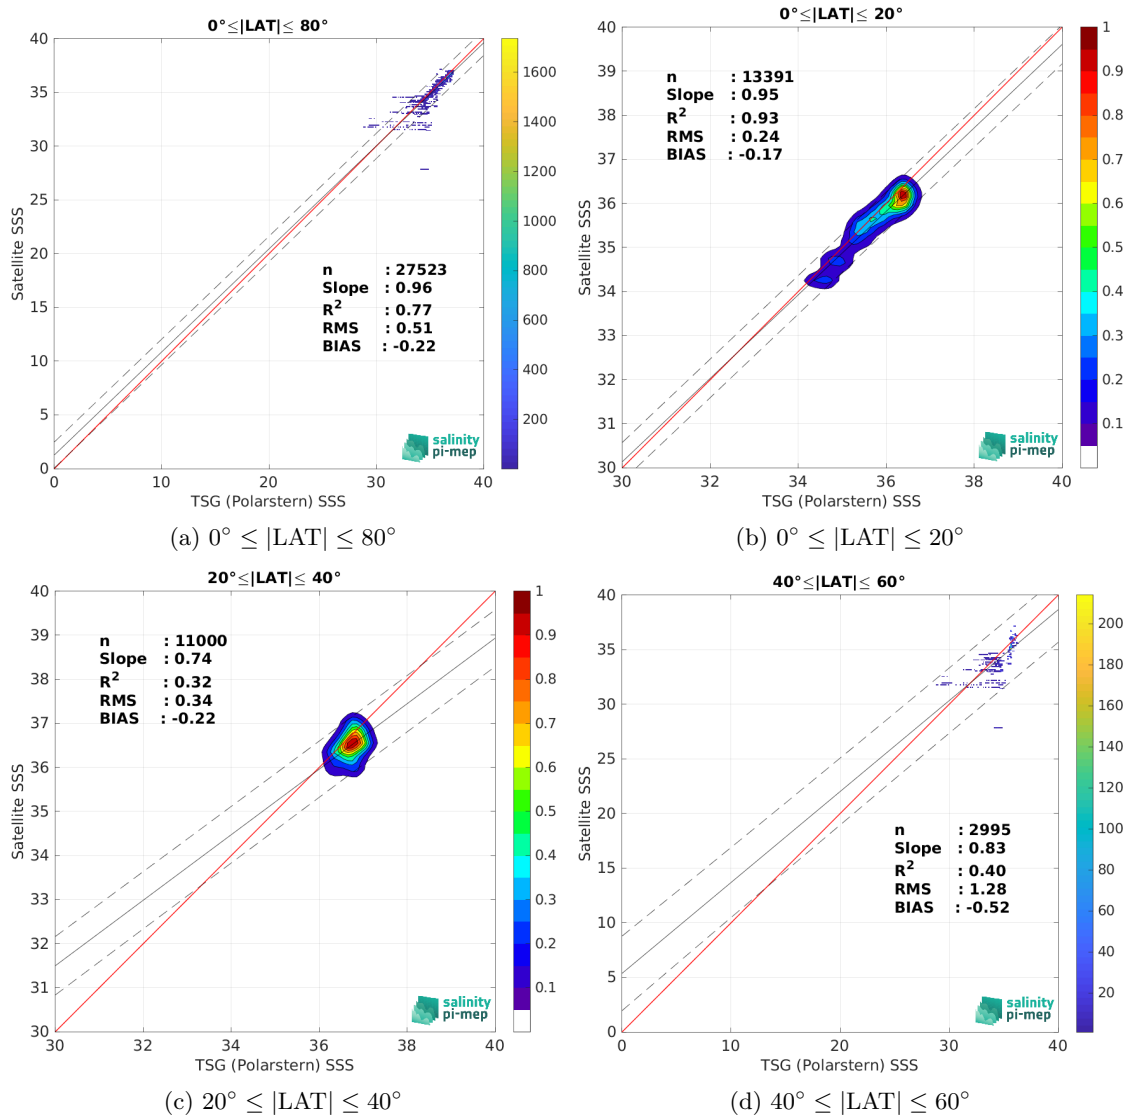 0°≤|LAT|≤ 80°
40
35
30
25
20
15
10
5
0
0
10
20
30
40
Satellite SSS
TSG (Polarstern) SSS
n : 27523
Slope : 0.96
R² : 0.77
RMS : 0.51
BIAS : -0.22
salinity
pi-mep
1600
1400
1200
1000
800
600
400
200
(a) 0° ≤ |LAT| ≤ 80°
0°≤|LAT|≤ 20°
40
39
38
37
36
35
34
33
32
31
30
30
32
34
36
38
40
Satellite SSS
TSG (Polarstern) SSS
n : 13391
Slope : 0.95
R² : 0.93
RMS : 0.24
BIAS : -0.17
salinity
pi-mep
1
0.9
0.8
0.7
0.6
0.5
0.4
0.3
0.2
0.1
(b) 0° ≤ |LAT| ≤ 20°
20°≤|LAT|≤ 40°
40
39
38
37
36
35
34
33
32
31
30
30
32
34
36
38
40
Satellite SSS
TSG (Polarstern) SSS
n : 11000
Slope : 0.74
R² : 0.32
RMS : 0.34
BIAS : -0.22
salinity
pi-mep
1
0.9
0.8
0.7
0.6
0.5
0.4
0.3
0.2
0.1
(c) 20° ≤ |LAT| ≤ 40°
40°≤|LAT|≤ 60°
40
35
30
25
20
15
10
5
0
0
10
20
30
40
Satellite SSS
TSG (Polarstern) SSS
n : 2995
Slope : 0.83
R² : 0.40
RMS : 1.28
BIAS : -0.52
salinity
pi-mep
200
180
160
140
120
100
80
60
40
20
(d) 40° ≤ |LAT| ≤ 60°